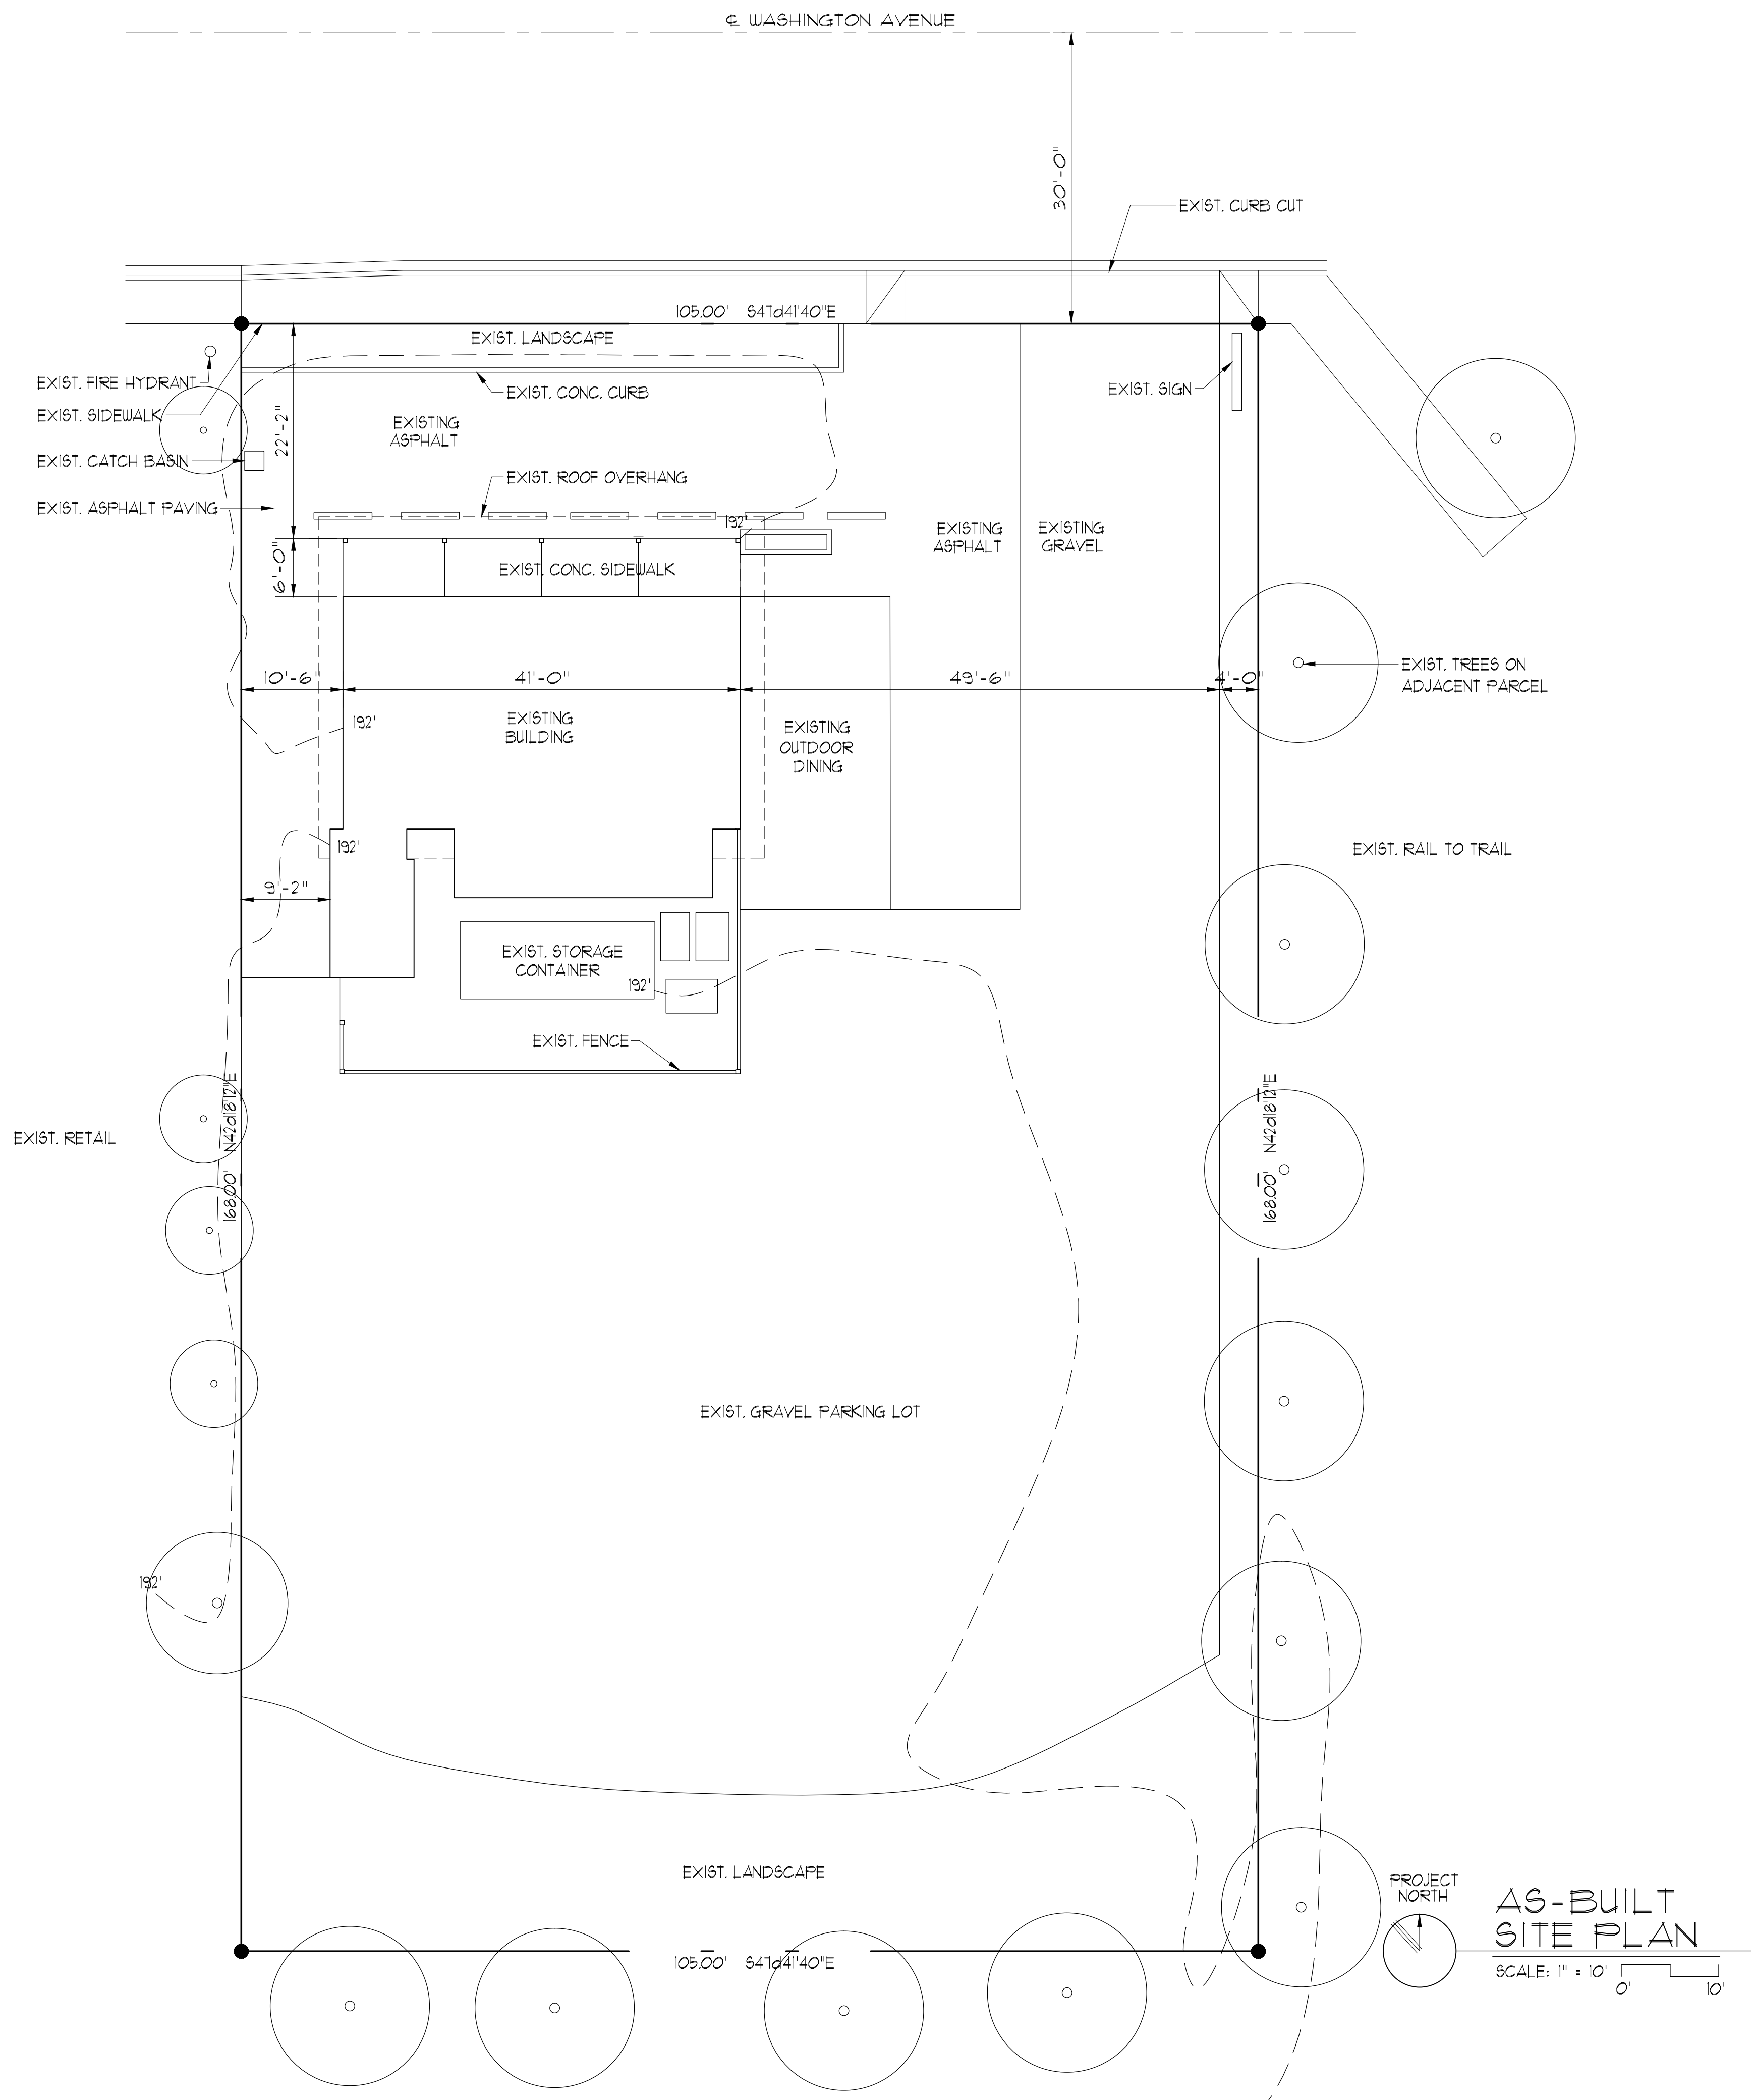 ℄ WASHINGTON AVENUE
30'-0"
EXIST. CURB CUT
105.00' S47d41'40"E
EXIST. LANDSCAPE
EXIST. FIRE HYDRANT
EXIST. CONC. CURB
EXIST. SIGN
EXIST. SIDEWALK
22'-2"
EXISTING
ASPHALT
EXIST. CATCH BASIN
EXIST. ROOF OVERHANG
EXIST. ASPHALT PAVING
192'
EXISTING
ASPHALT
EXISTING
GRAVEL
6'-0"
EXIST. CONC. SIDEWALK
10'-6"
41'-0"
49'-6"
4'-0"
EXIST. TREES ON
ADJACENT PARCEL
192'
EXISTING
BUILDING
EXISTING
OUTDOOR
DINING
192'
EXIST. RAIL TO TRAIL
9'-2"
EXIST. STORAGE
CONTAINER
192'
EXIST. FENCE
168.00' N42d18'12"E
168.00' N42d18'12"E
EXIST. RETAIL
EXIST. GRAVEL PARKING LOT
192'
EXIST. LANDSCAPE
105.00' S47d41'40"E
PROJECT
NORTH
AS-BUILT
SITE PLAN
SCALE: 1" = 10'
0'
10'